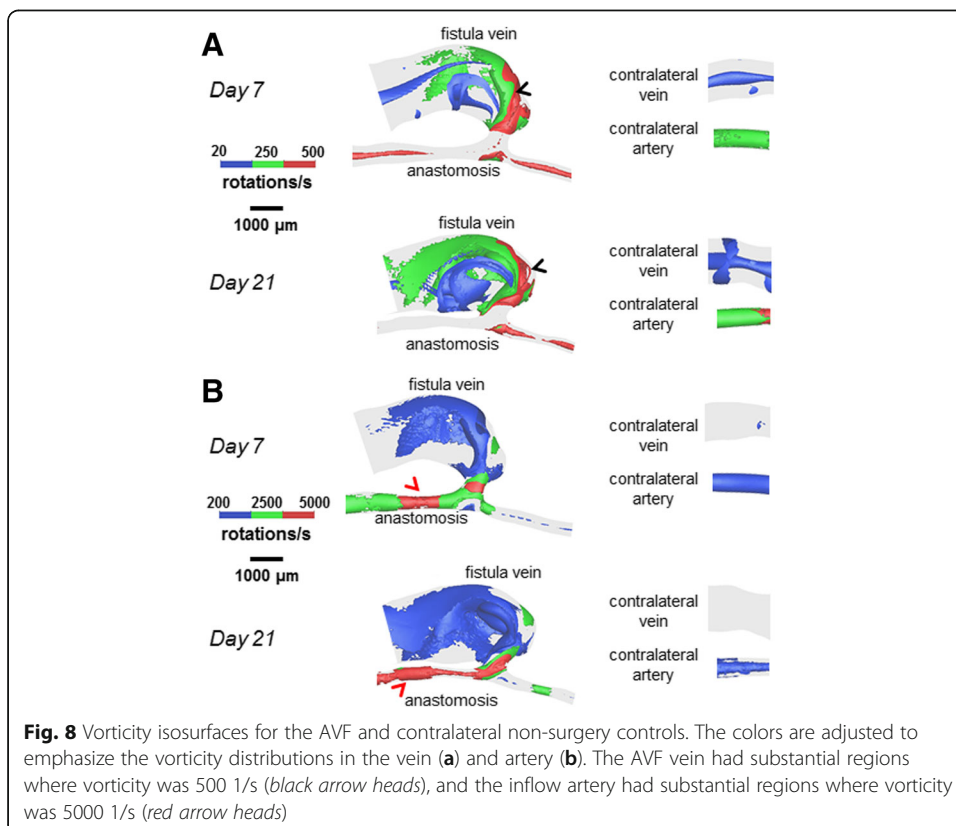 A
Day 7
fistula vein
contralateral
vein
contralateral
artery
20 250 500
rotations/s
1000 µm
anastomosis
Day 21
fistula vein
contralateral
vein
contralateral
artery
anastomosis
B
Day 7
fistula vein
contralateral
vein
contralateral
artery
200 2500 5000
rotations/s
1000 µm
anastomosis
Day 21
fistula vein
contralateral
vein
contralateral
artery
anastomosis
Fig. 8 Vorticity isosurfaces for the AVF and contralateral non-surgery controls. The colors are adjusted to
emphasize the vorticity distributions in the vein (a) and artery (b). The AVF vein had substantial regions
where vorticity was 500 1/s (black arrow heads), and the inflow artery had substantial regions where vorticity
was 5000 1/s (red arrow heads)